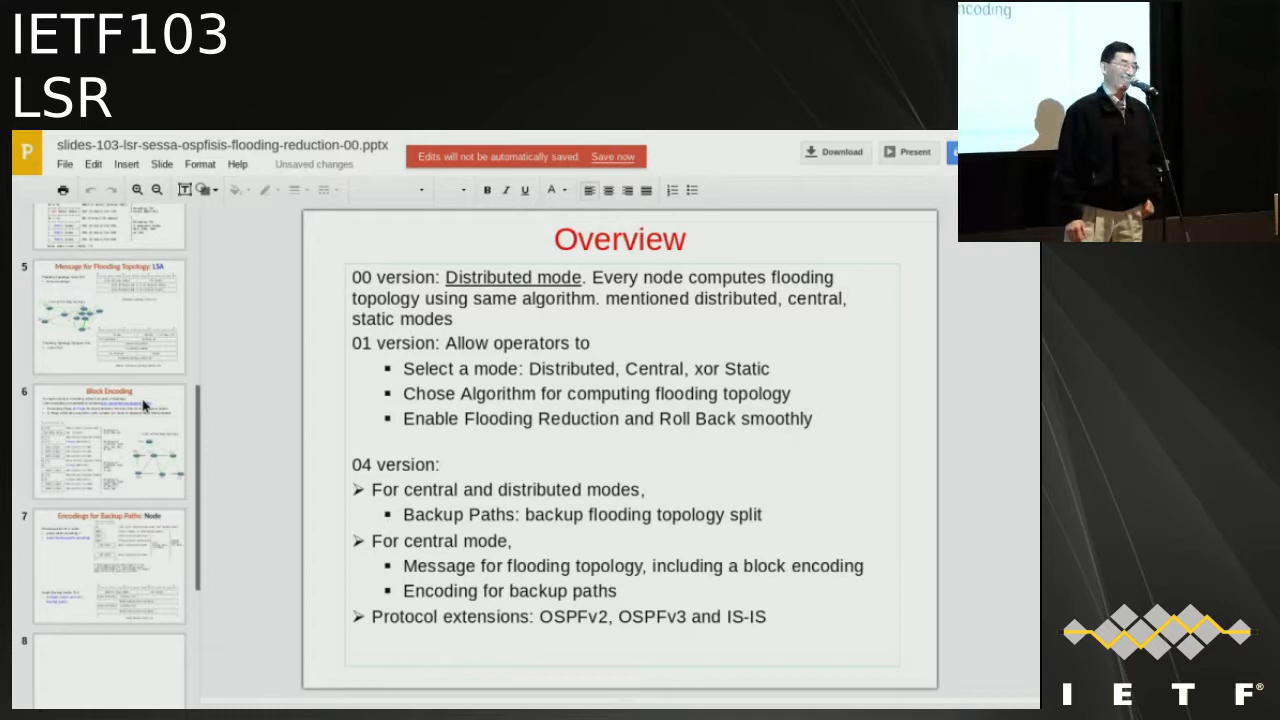 IETF103
LSR
ncoding
slides-103-lsr-sessa-ospfisis-flooding-reduction-00.pptx
File Edit Insert Slide Format Help Unsaved changes
Edits will not be automatically saved. Save now
Download
Present
B I U A
5
Message for Flooding Topology: LSA
6
Block Encoding
7
Encodings for Backup Paths: Node
8
Overview
00 version: Distributed mode. Every node computes flooding
topology using same algorithm. mentioned distributed, central,
static modes
01 version: Allow operators to
▪ Select a mode: Distributed, Central, xor Static
▪ Chose Algorithm for computing flooding topology
▪ Enable Flooding Reduction and Roll Back smoothly
04 version:
➢ For central and distributed modes,
▪ Backup Paths: backup flooding topology split
➢ For central mode,
▪ Message for flooding topology, including a block encoding
▪ Encoding for backup paths
➢ Protocol extensions: OSPFv2, OSPFv3 and IS-IS
I E T F®